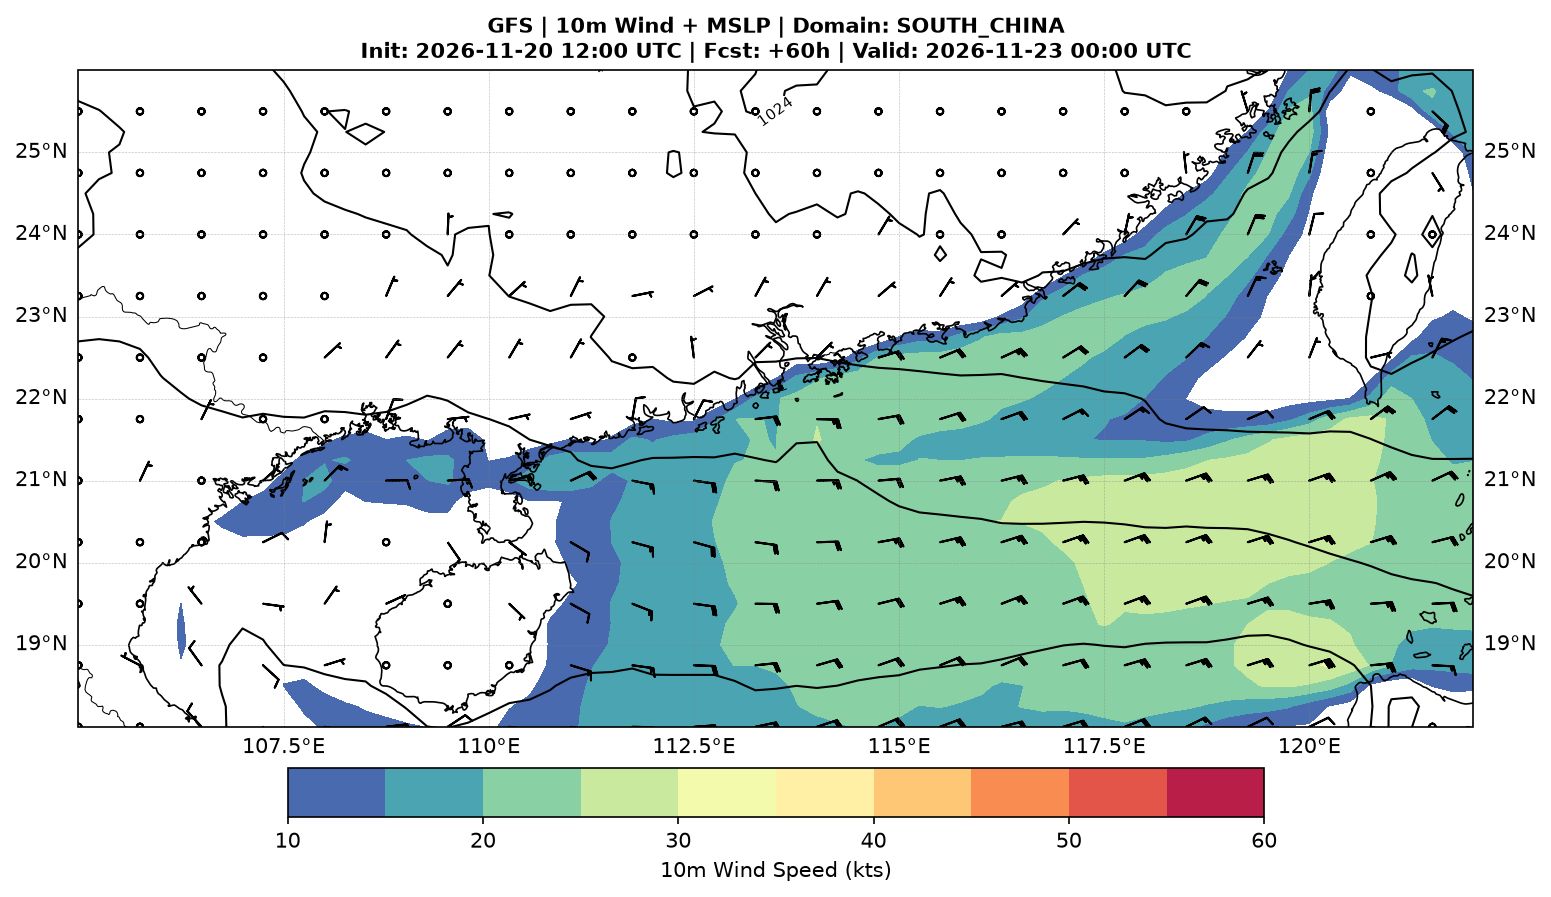 GFS | 10m Wind + MSLP | Domain: SOUTH_CHINA
Init: 2026-11-20 12:00 UTC | Fcst: +60h | Valid: 2026-11-23 00:00 UTC
1024
25°N 25°N
24°N 24°N
23°N 23°N
22°N 22°N
21°N 21°N
20°N 20°N
19°N 19°N
107.5°E 110°E 112.5°E 115°E 117.5°E 120°E
10 20 30 40 50 60
10m Wind Speed (kts)